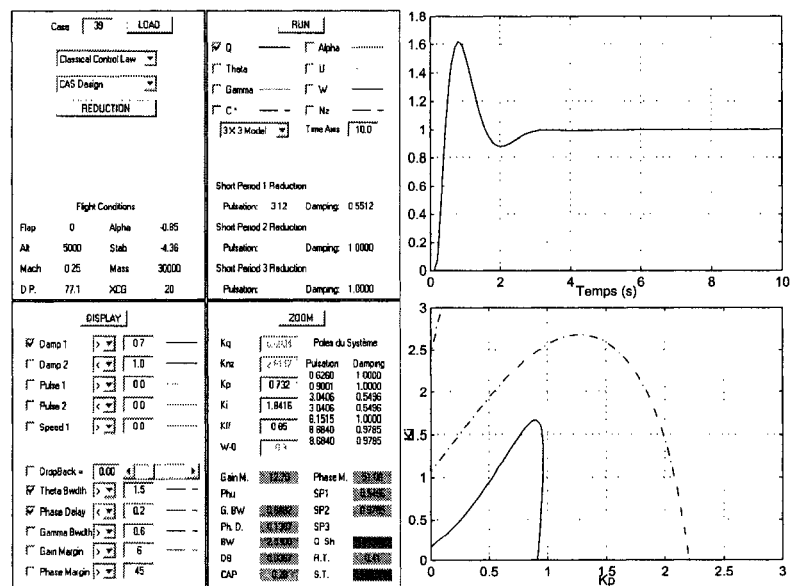 Case 39 : LOAD
Classical Control Law
CAS Design
REDUCTION
Flight Conditions
Flap 0 Alpha -0.85
Alt 5000 Stab -4.36
Mach 0.25 Mass 30000
D.P. 77.1 XCG 20
RUN
Q Alpha
Theta U
Gamma W
C* Nz
3X3 Model Time Axis 10.0
Short Period 1 Reduction
Pulsation: 3.12 Damping: 0.5512
Short Period 2 Reduction
Pulsation: Damping: 1.0000
Short Period 3 Reduction
Pulsation: Damping: 1.0000
1.8
1.6
1.4
1.2
1
0.8
0.6
0.4
0.2
0
0 2 4 6 8 10
Temps (s)
DISPLAY
Damp 1 > 0.7
Damp 2 < 1.0
Pulse 1 > 0.0
Pulse 2 < 0.0
Speed 1 > 0.0
DropBack = 0.00
Theta Bwdth > 1.5
Phase Delay > 0.2
Gamma Bwdth > 0.6
Gain Margin > 6
Phase Margin > 45
ZOOM
Kq Poles du Système
Knz Pulsation Damping
Kp 0.732
Ki 1.8416
Kff 0.85
W-0
0.6260 1.0000
0.9001 1.0000
3.0406 0.5496
3.0406 0.5496
6.1515 1.0000
8.6840 0.9785
8.6840 0.9785
Gain M. Phase M.
Phu SP1 0.5496
G. BW SP2 0.9785
Ph. D. SP3
BW Q Sh
DB R.T.
CAP S.T.
3
2.5
2
1.5
1
0.5
0
Ki
0 0.5 1 1.5 2 2.5 3
Kp